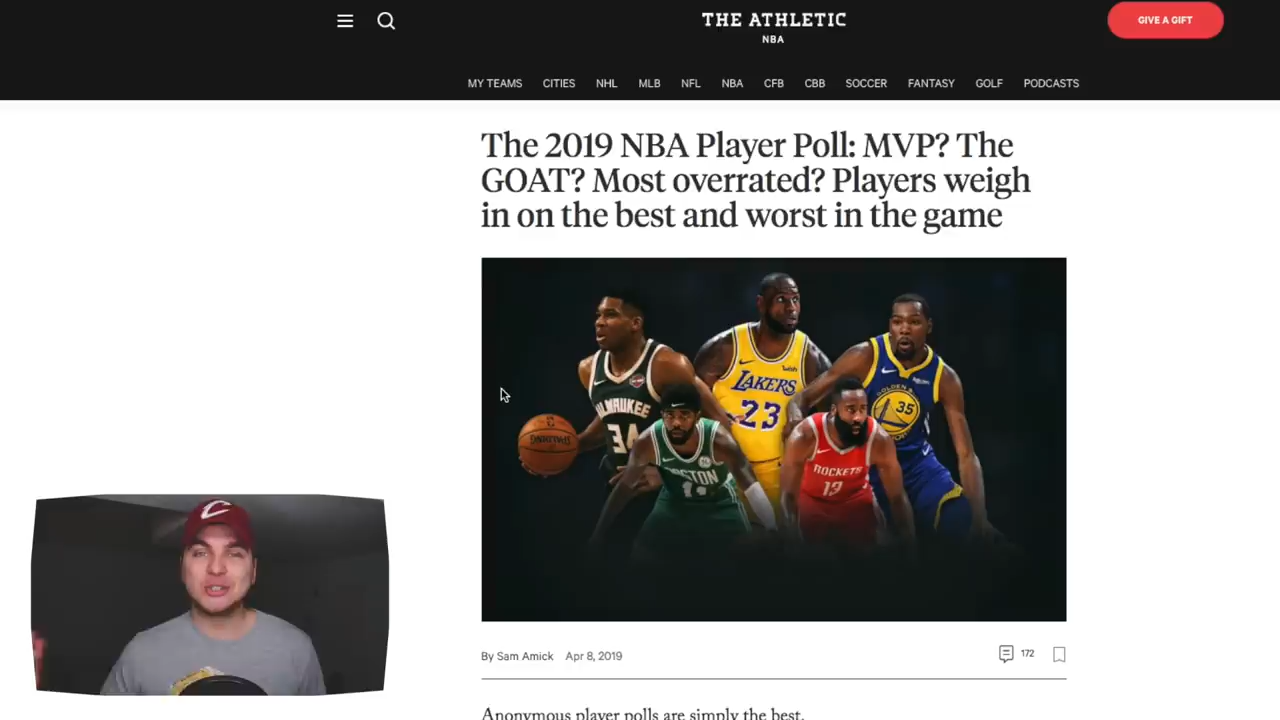 THE ATHLETIC
NBA
GIVE A GIFT
MY TEAMS CITIES NHL MLB NFL NBA CFB CBB SOCCER FANTASY GOLF PODCASTS
The 2019 NBA Player Poll: MVP? The
GOAT? Most overrated? Players weigh
in on the best and worst in the game
LAKERS
23
GOLDEN S
35
MILWAUKEE
34
SPALDING
BOSTON
11
ROCKETS
13
C
By Sam Amick Apr 8, 2019
172
Anonymous player polls are simply the best.